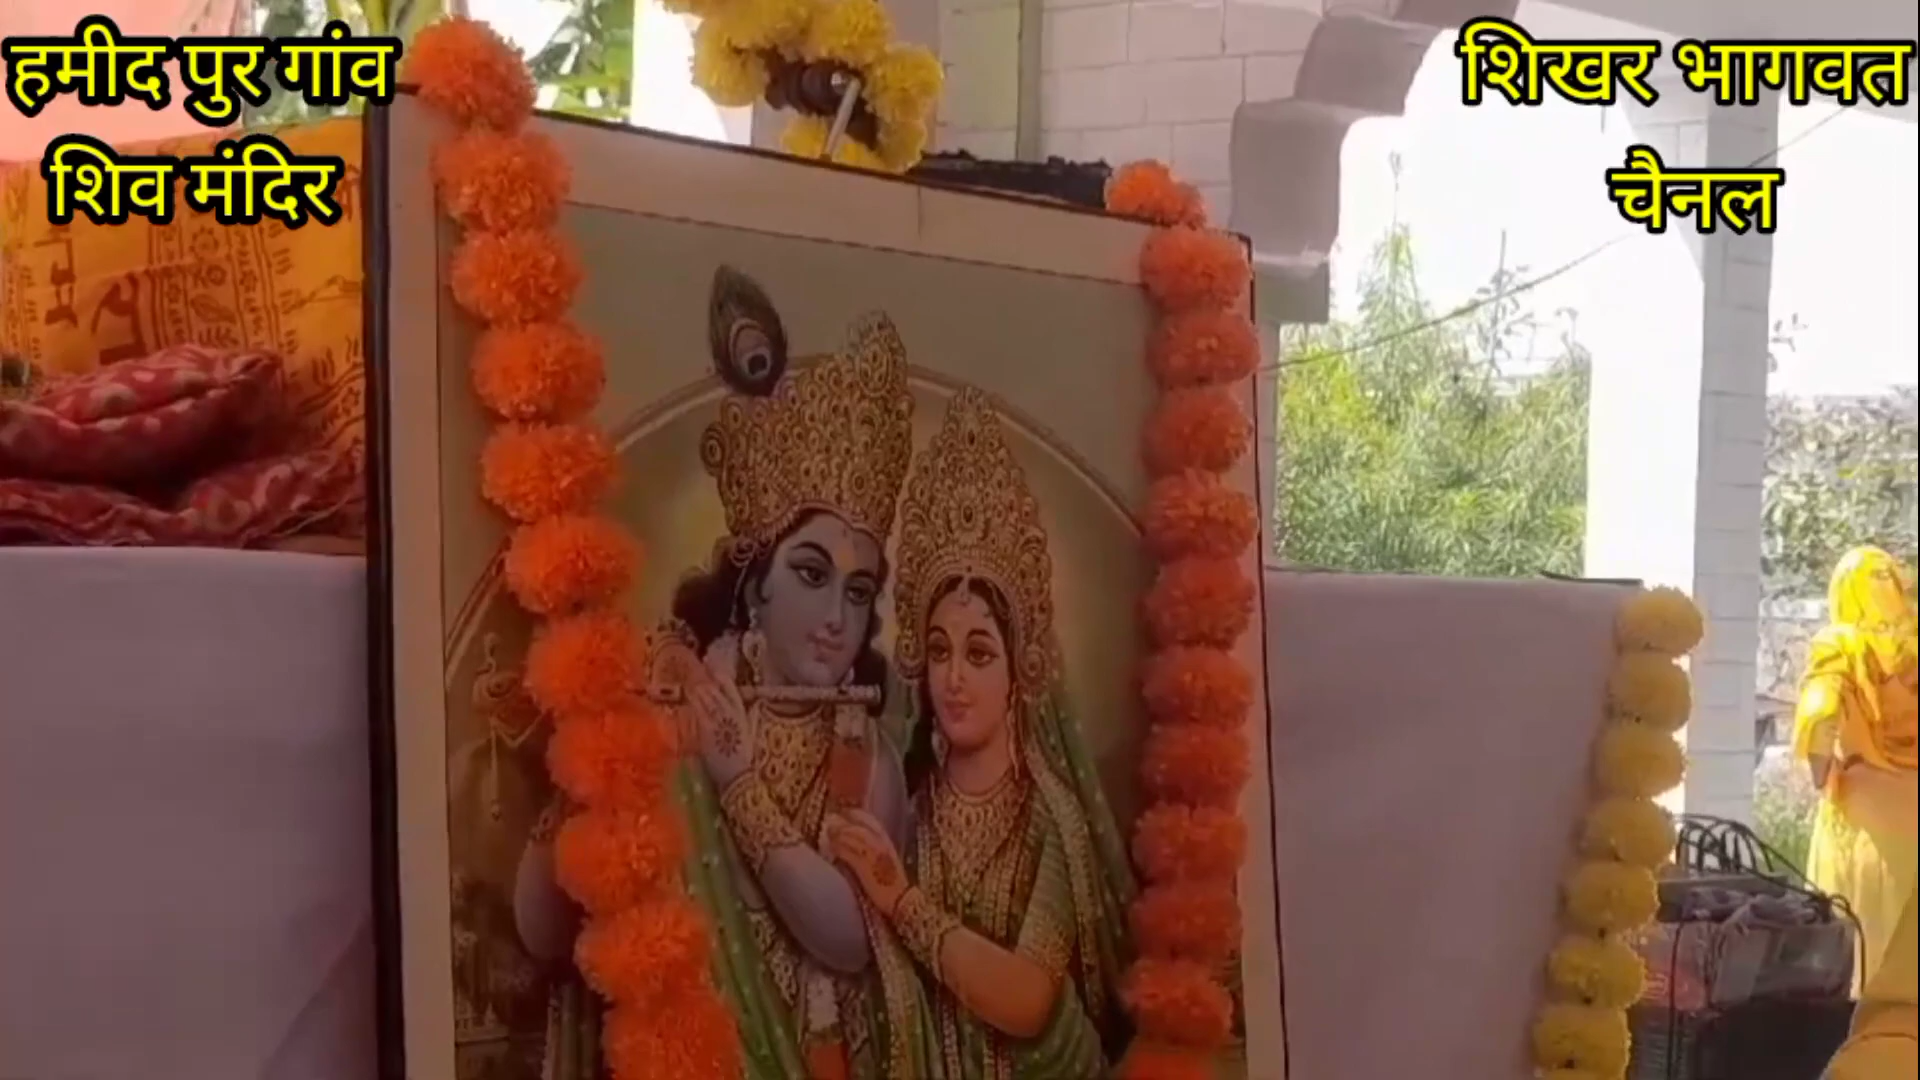 हमीद पुर गांव
शिव मंदिर
शिखर भागवत
चैनल